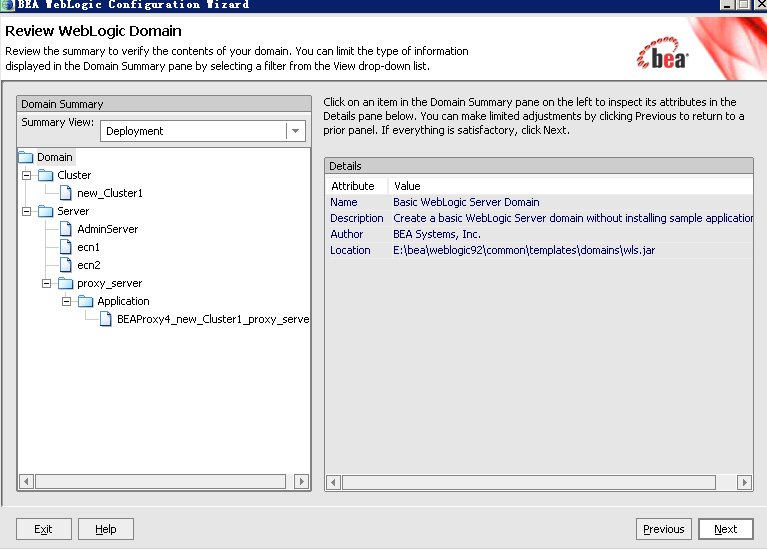 BEA WebLogic Configuration Wizard
Review WebLogic Domain
Review the summary to verify the contents of your domain. You can limit the type of information
displayed in the Domain Summary pane by selecting a filter from the View drop-down list.
bea
Domain Summary
Summary View:
Deployment
Domain
Cluster
new_Cluster1
Server
AdminServer
ecn1
ecn2
proxy_server
Application
BEAProxy4_new_Cluster1_proxy_serve
Click on an item in the Domain Summary pane on the left to inspect its attributes in the
Details pane below. You can make limited adjustments by clicking Previous to return to a
prior panel. If everything is satisfactory, click Next.
Details
Attribute Value
Name Basic WebLogic Server Domain
Description Create a basic WebLogic Server domain without installing sample application
Author BEA Systems, Inc.
Location E:\bea\weblogic92\common\templates\domains\wls.jar
Exit Help Previous Next